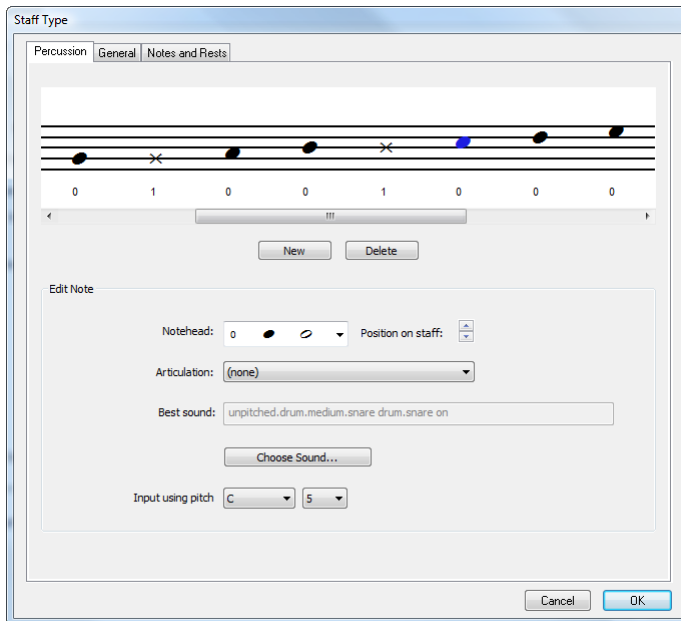 Staff Type
Percussion General Notes and Rests
0 1 0 0 1 0 0 0
New Delete
Edit Note
Notehead: 0 Position on staff:
Articulation: (none)
Best sound: unpitched.drum.medium.snare drum.snare on
Choose Sound...
Input using pitch C 5
Cancel OK